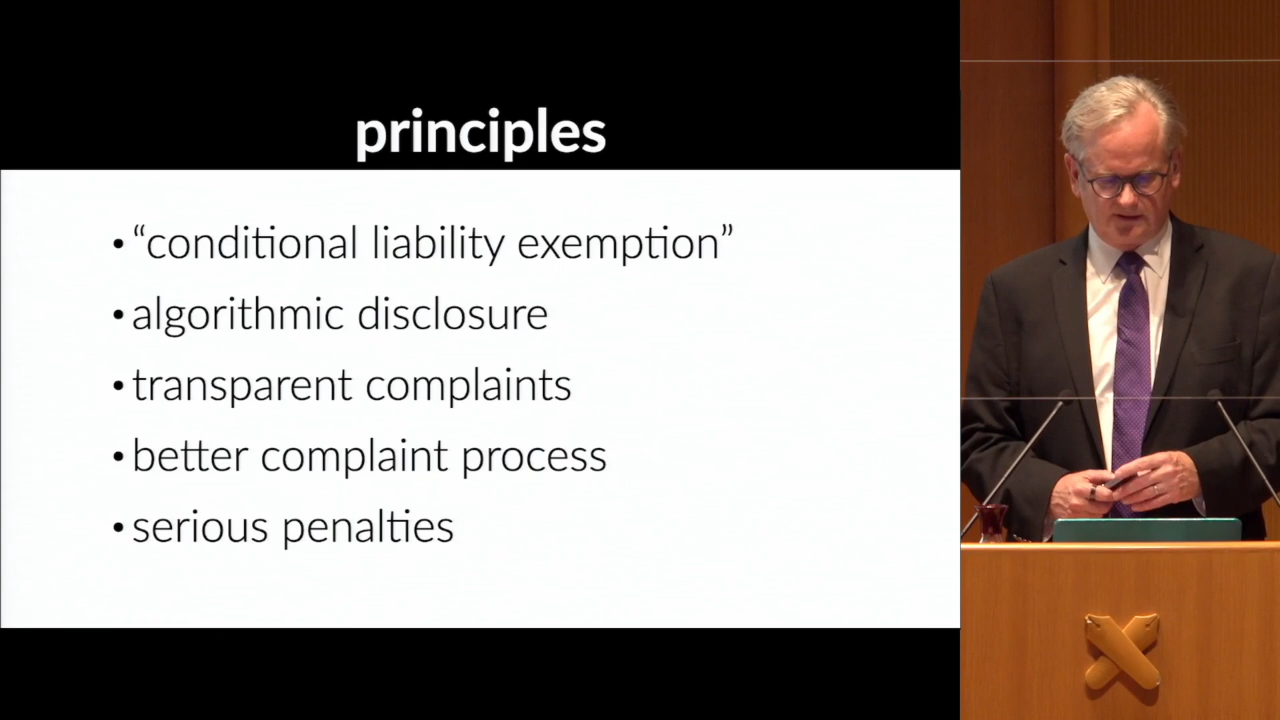 principles
• “conditional liability exemption”
• algorithmic disclosure
• transparent complaints
• better complaint process
• serious penalties